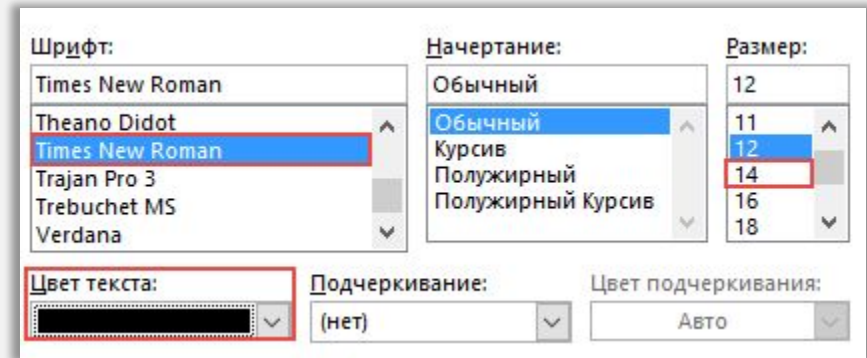 Шрифт: Начертание: Размер:
Times New Roman Обычный 12
Theano Didot Обычный 11
Times New Roman Курсив 12
Trajan Pro 3 Полужирный 14
Trebuchet MS Полужирный Курсив 16
Verdana 18
Цвет текста: Подчеркивание: Цвет подчеркивания:
(нет) Авто